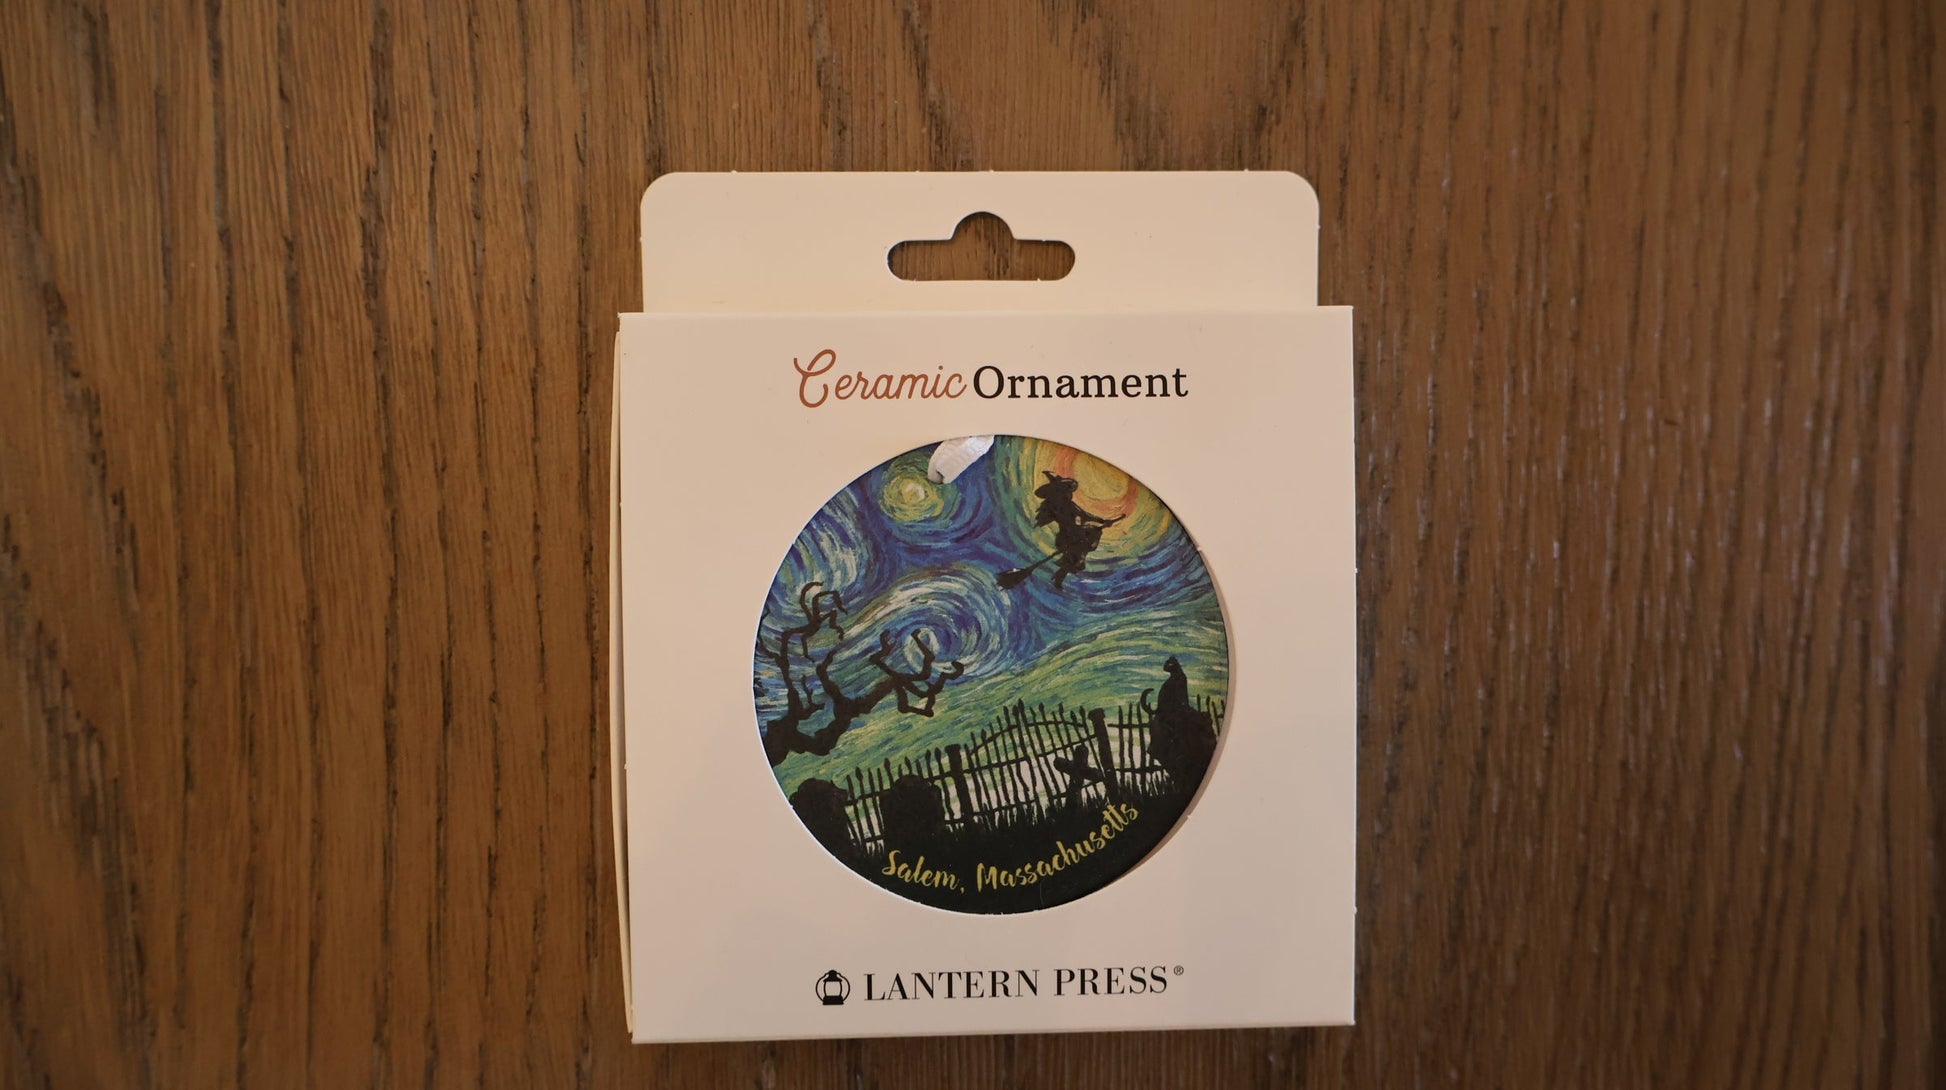 Ceramic Ornament
Salem, Massachusetts
LANTERN PRESS®